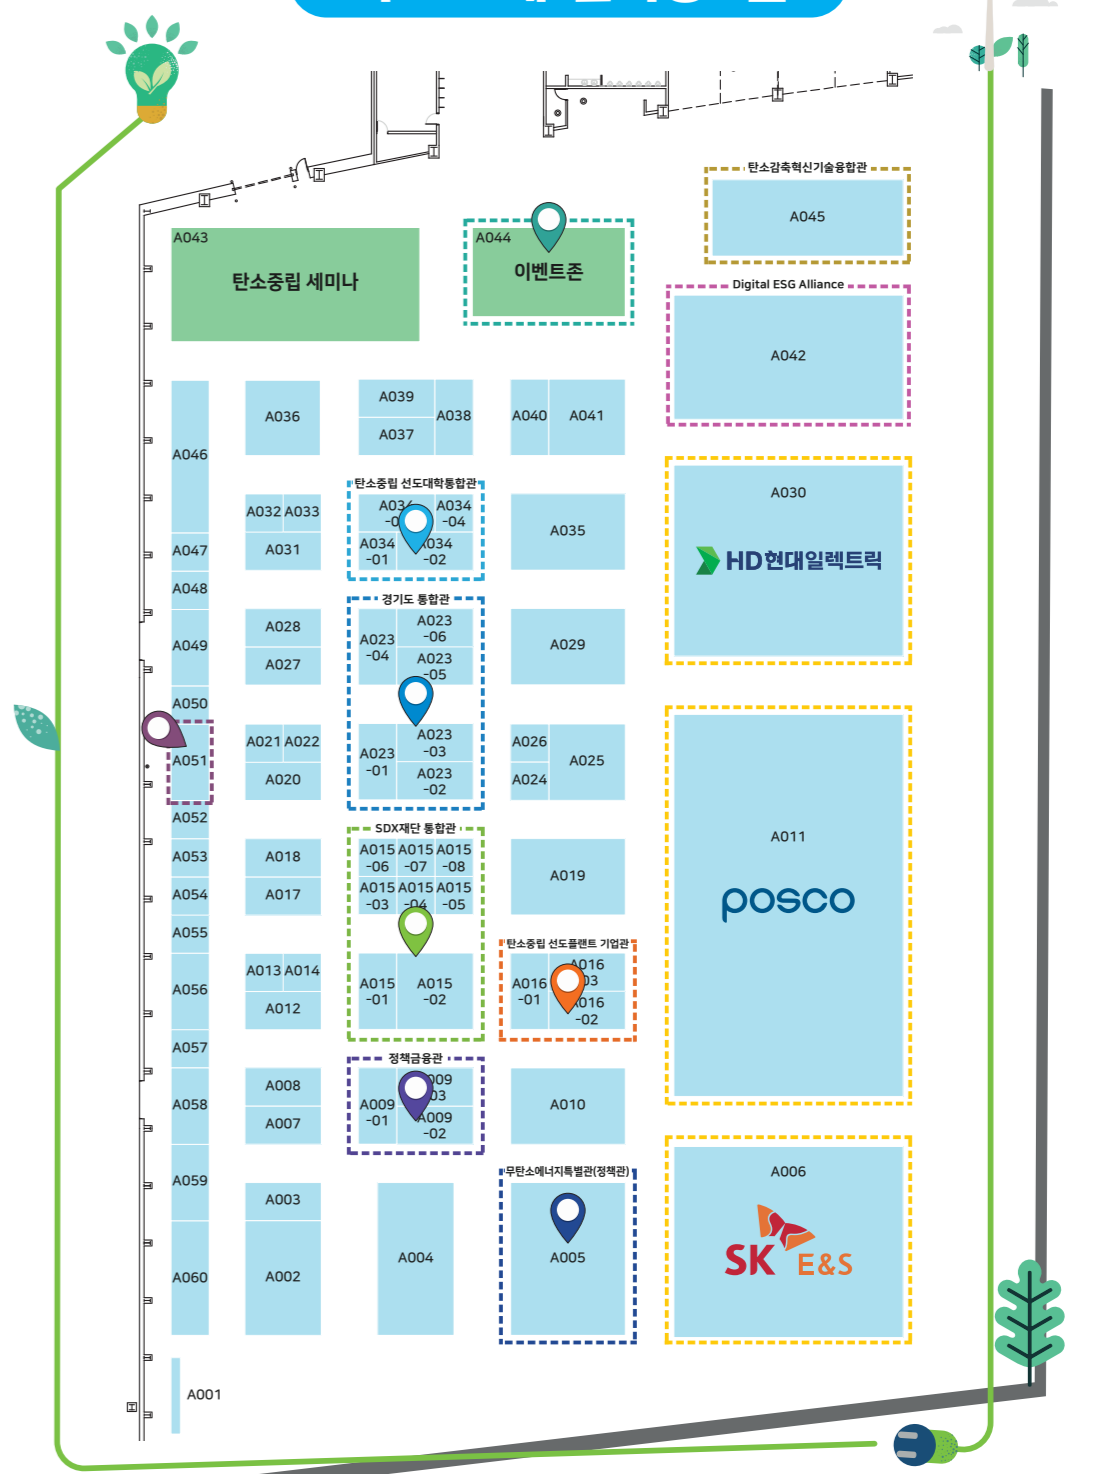 탄소감축혁신기술융합관
A045
A043
탄소중립 세미나
A044
이벤트존
Digital ESG Alliance
A042
A046
A036
A039
A037
A038
A040
A041
A030
HD현대일렉트릭
탄소중립 선도대학통합관
A034
A034
-04
A034
-01
A034
-02
A032
A033
A031
A035
A047
A048
A049
A050
A051
A052
경기도 통합관
A023
-04
A023
-06
A023
-05
A023
-01
A023
-03
A023
-02
A028
A027
A029
A021
A022
A020
A026
A024
A025
A011
posco
SDX재단 통합관
A015
-06
A015
-07
A015
-08
A015
-03
A015
-04
A015
-05
A015
-01
A015
-02
A053
A054
A055
A056
A057
A058
A059
A060
A018
A017
A019
A013
A014
A012
탄소중립 선도플랜트 기업관
A016
-01
A016
-03
A016
-02
정책금융관
A009
-01
A009
-03
A009
-02
A008
A007
A010
무탄소에너지특별관(정책관)
A005
A006
SK E&S
A003
A002
A004
A001